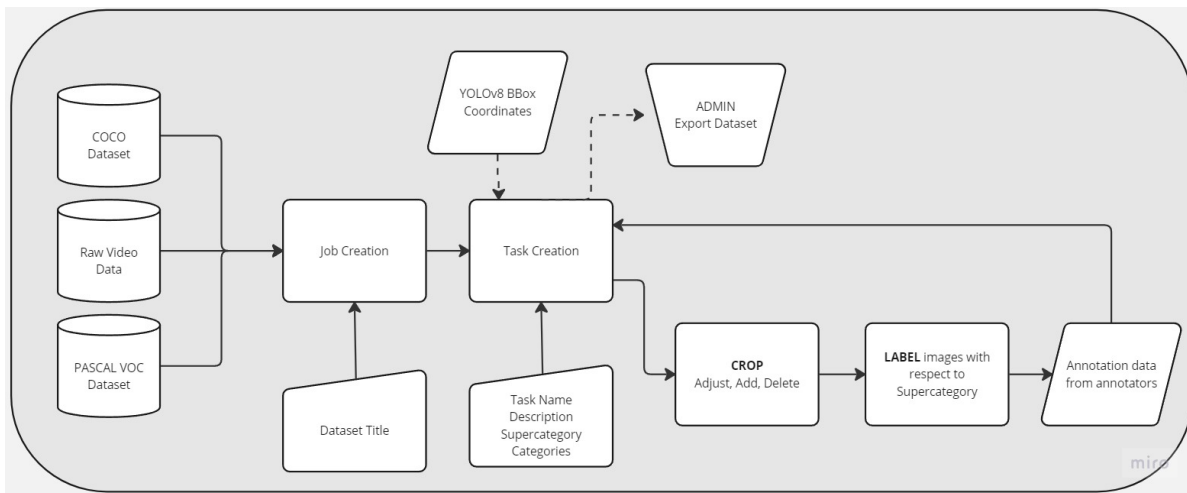 YOLOv8 BBox
Coordinates
ADMIN
Export Dataset
COCO
Dataset
Raw Video
Data
Job Creation
Task Creation
PASCAL VOC
Dataset
Dataset Title
Task Name
Description
Supercategory
Categories
CROP
Adjust, Add, Delete
LABEL images with
respect to
Supercategory
Annotation data
from annotators
miro